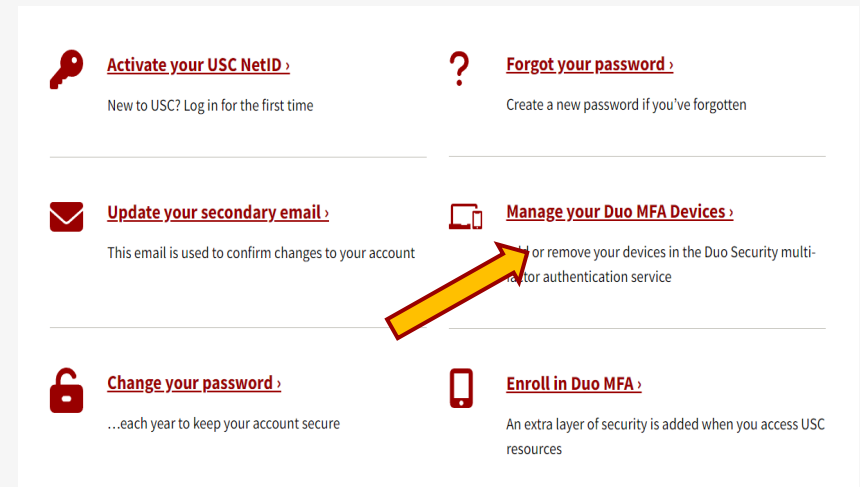 Activate your USC NetID ›
New to USC? Log in for the first time
Forgot your password ›
Create a new password if you’ve forgotten
Update your secondary email ›
This email is used to confirm changes to your account
Manage your Duo MFA Devices ›
or remove your devices in the Duo Security multi-
authentication service
Change your password ›
…each year to keep your account secure
Enroll in Duo MFA ›
An extra layer of security is added when you access USC
resources